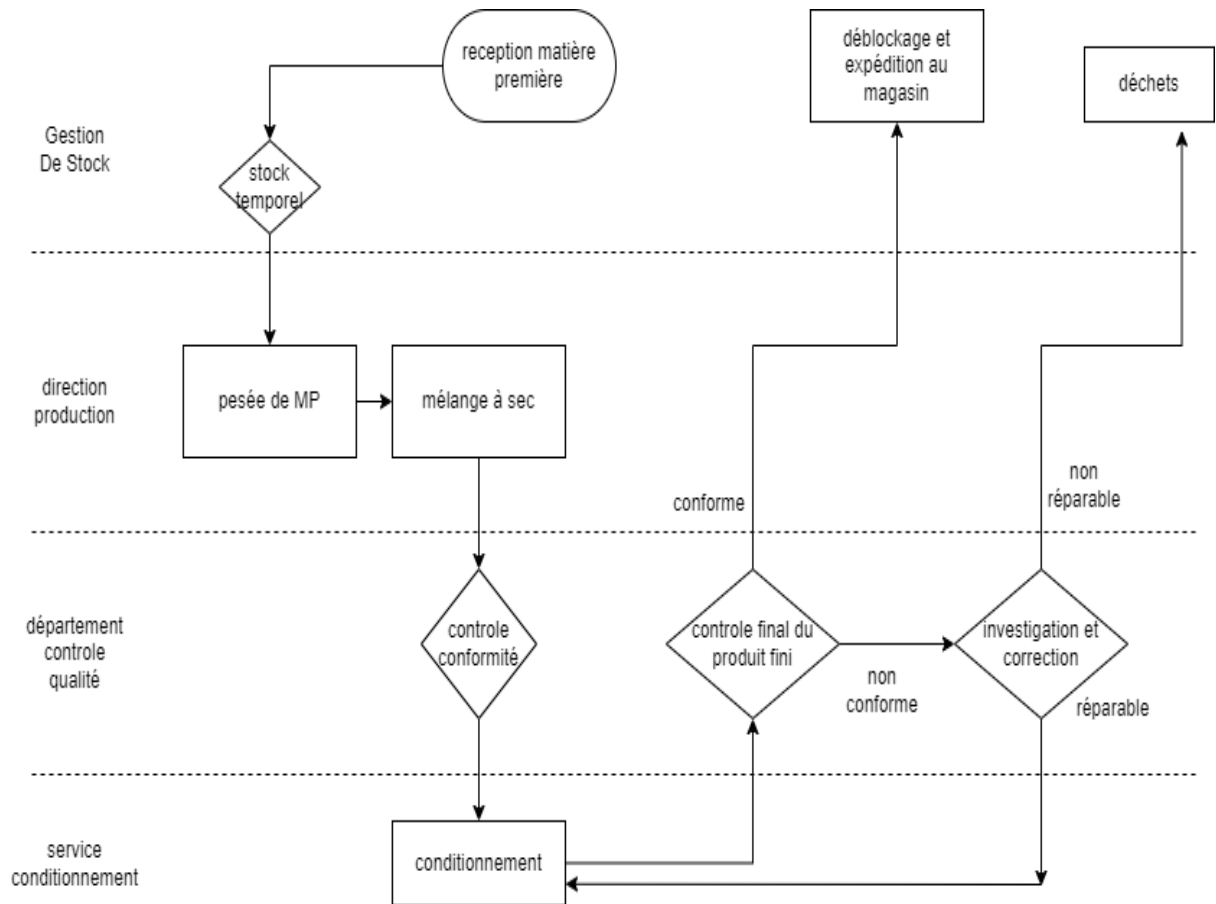 reception matière
première
déblockage et
expédition au
magasin
déchets
Gestion
De Stock
stock
temporel
direction
production
pesée de MP
mélange à sec
conforme
non
réparable
département
controle
qualité
controle
conformité
controle final du
produit fini
non
conforme
investigation et
correction
réparable
service
conditionnement
conditionnement